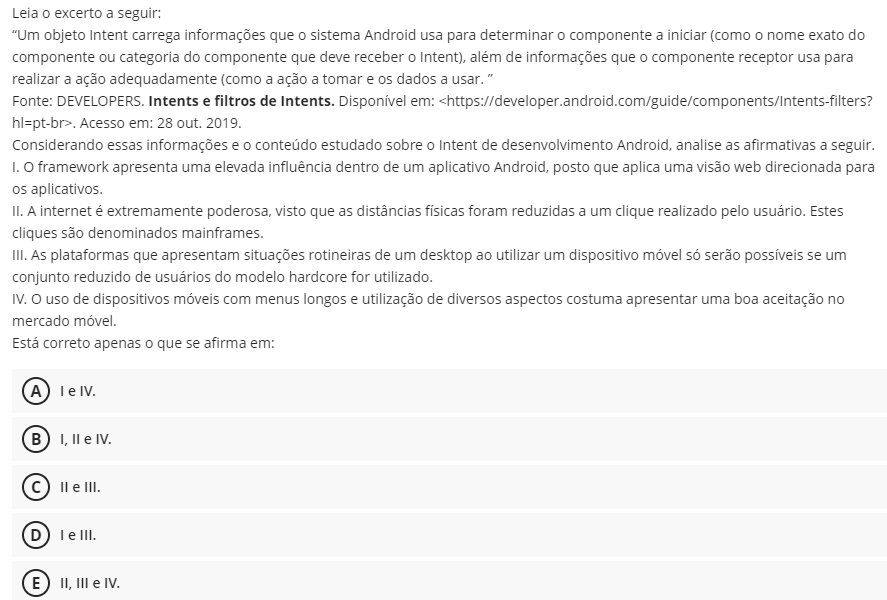 Leia o excerto a seguir:
“Um objeto Intent carrega informações que o sistema Android usa para determinar o componente a iniciar (como o nome exato do
componente ou categoria do componente que deve receber o Intent), além de informações que o componente receptor usa para
realizar a ação adequadamente (como a ação a tomar e os dados a usar. ”
Fonte: DEVELOPERS. Intents e filtros de Intents. Disponível em: <https://developer.android.com/guide/components/Intents-filters?
hl=pt-br>. Acesso em: 28 out. 2019.
Considerando essas informações e o conteúdo estudado sobre o Intent de desenvolvimento Android, analise as afirmativas a seguir.
I. O framework apresenta uma elevada influência dentro de um aplicativo Android, posto que aplica uma visão web direcionada para
os aplicativos.
II. A internet é extremamente poderosa, visto que as distâncias físicas foram reduzidas a um clique realizado pelo usuário. Estes
cliques são denominados mainframes.
III. As plataformas que apresentam situações rotineiras de um desktop ao utilizar um dispositivo móvel só serão possíveis se um
conjunto reduzido de usuários do modelo hardcore for utilizado.
IV. O uso de dispositivos móveis com menus longos e utilização de diversos aspectos costuma apresentar uma boa aceitação no
mercado móvel.
Está correto apenas o que se afirma em:
A I e IV.
B I, II e IV.
C II e III.
D I e III.
E II, III e IV.